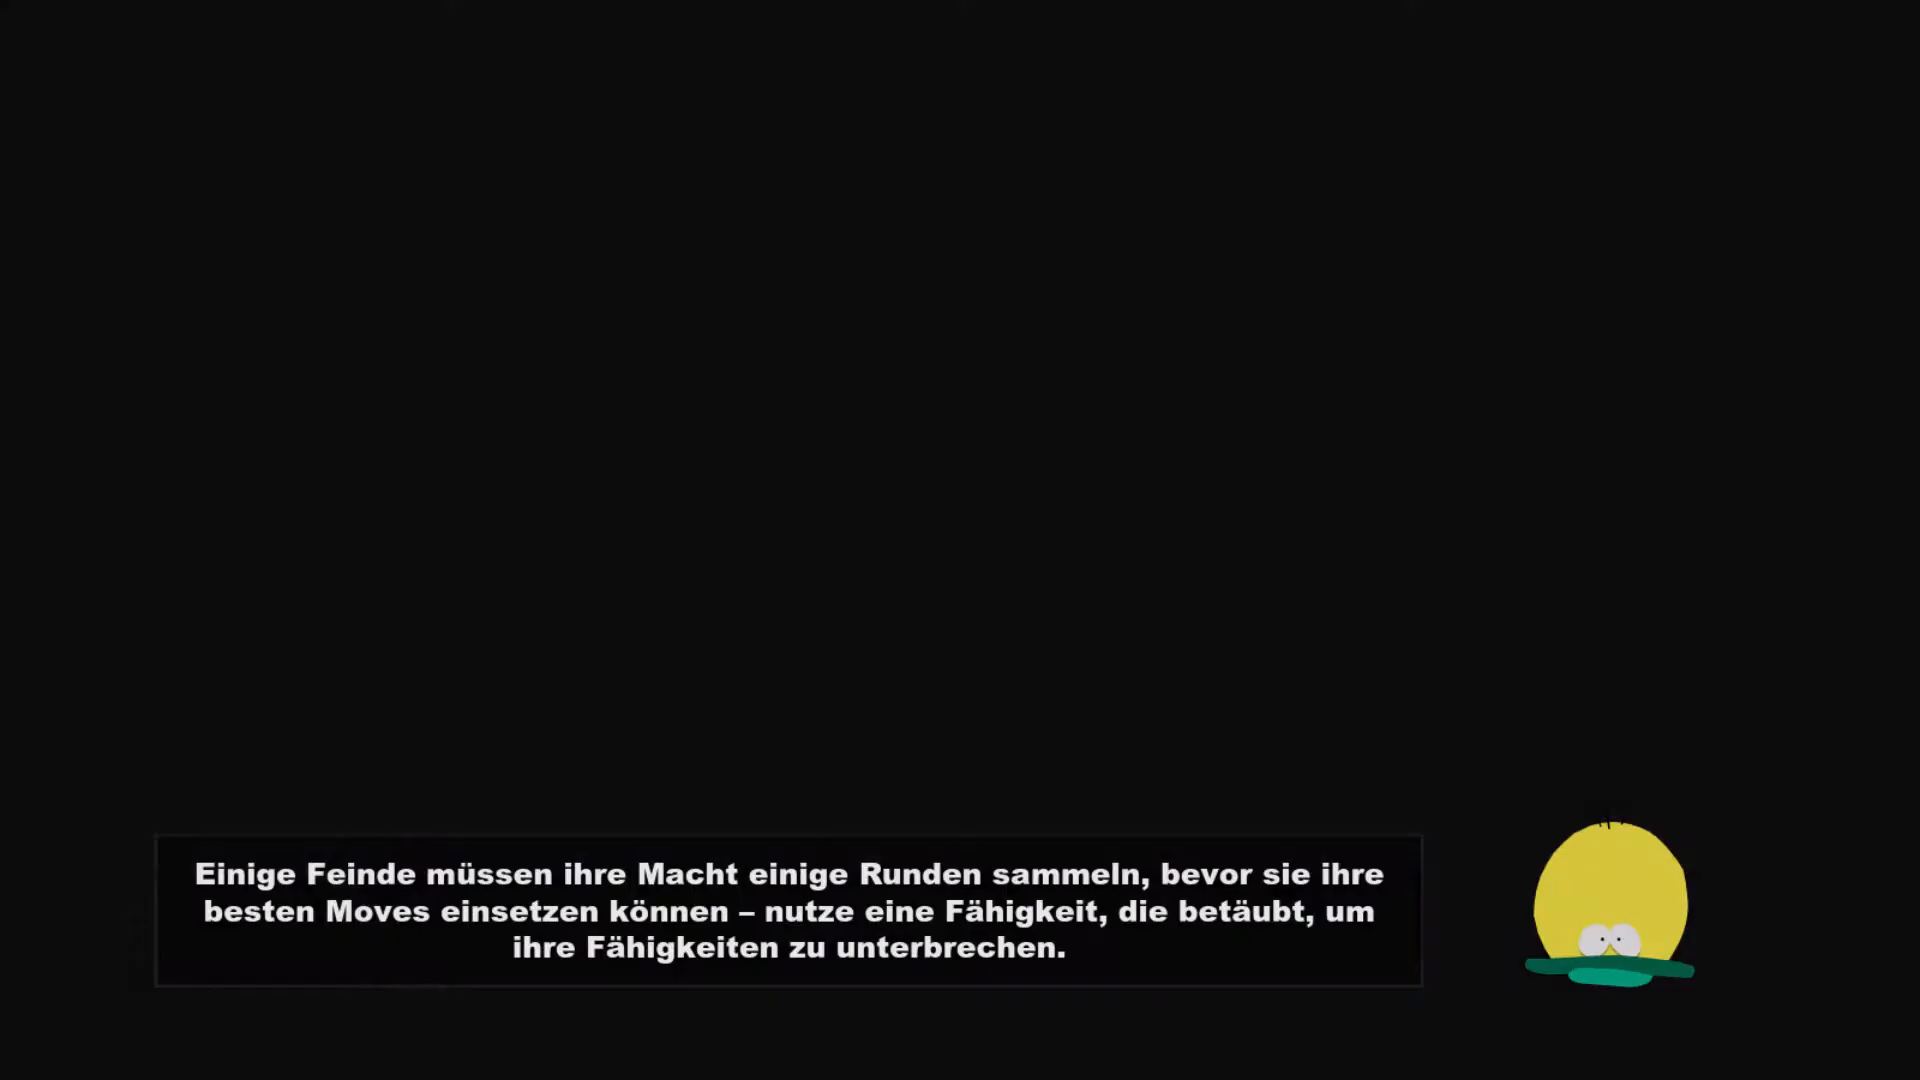 Einige Feinde müssen ihre Macht einige Runden sammeln, bevor sie ihre
besten Moves einsetzen können – nutze eine Fähigkeit, die betäubt, um
ihre Fähigkeiten zu unterbrechen.